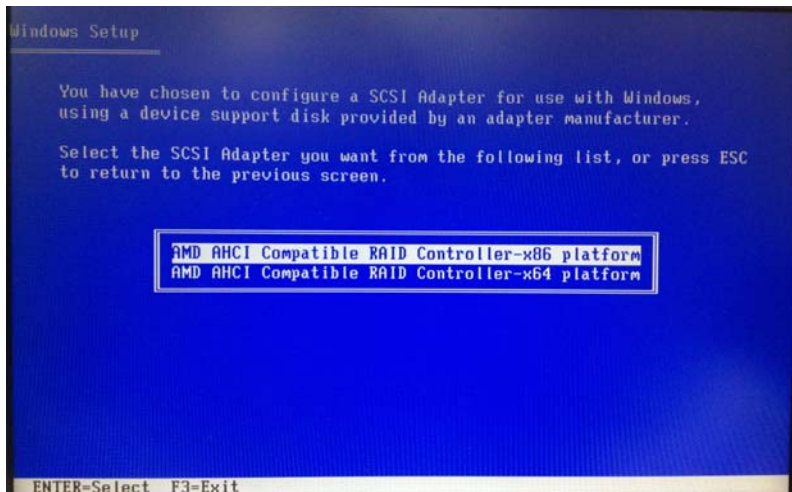 Windows Setup
You have chosen to configure a SCSI Adapter for use with Windows,
using a device support disk provided by an adapter manufacturer.
Select the SCSI Adapter you want from the following list, or press ESC
to return to the previous screen.
AMD AHCI Compatible RAID Controller-x86 platform
AMD AHCI Compatible RAID Controller-x64 platform
ENTER=Select F3=Exit